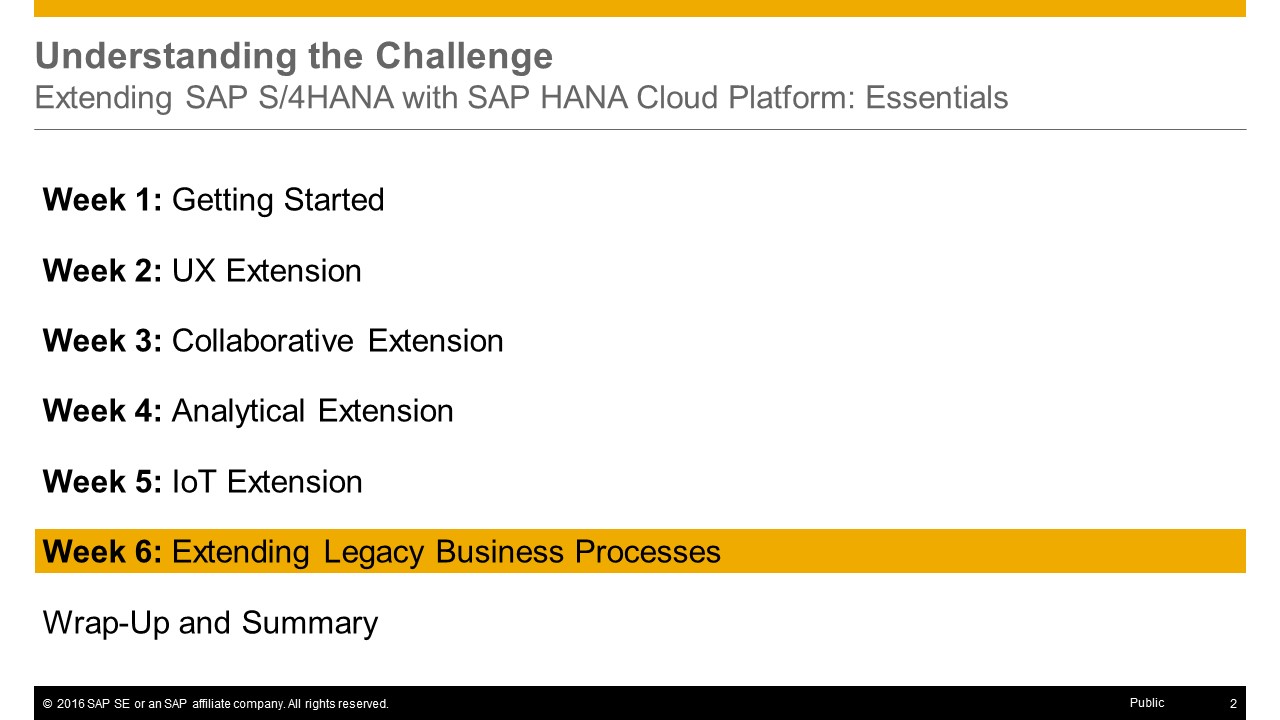 Understanding the Challenge
Extending SAP S/4HANA with SAP HANA Cloud Platform: Essentials
Week 1: Getting Started
Week 2: UX Extension
Week 3: Collaborative Extension
Week 4: Analytical Extension
Week 5: IoT Extension
Week 6: Extending Legacy Business Processes
Wrap-Up and Summary
© 2016 SAP SE or an SAP affiliate company. All rights reserved. Public 2